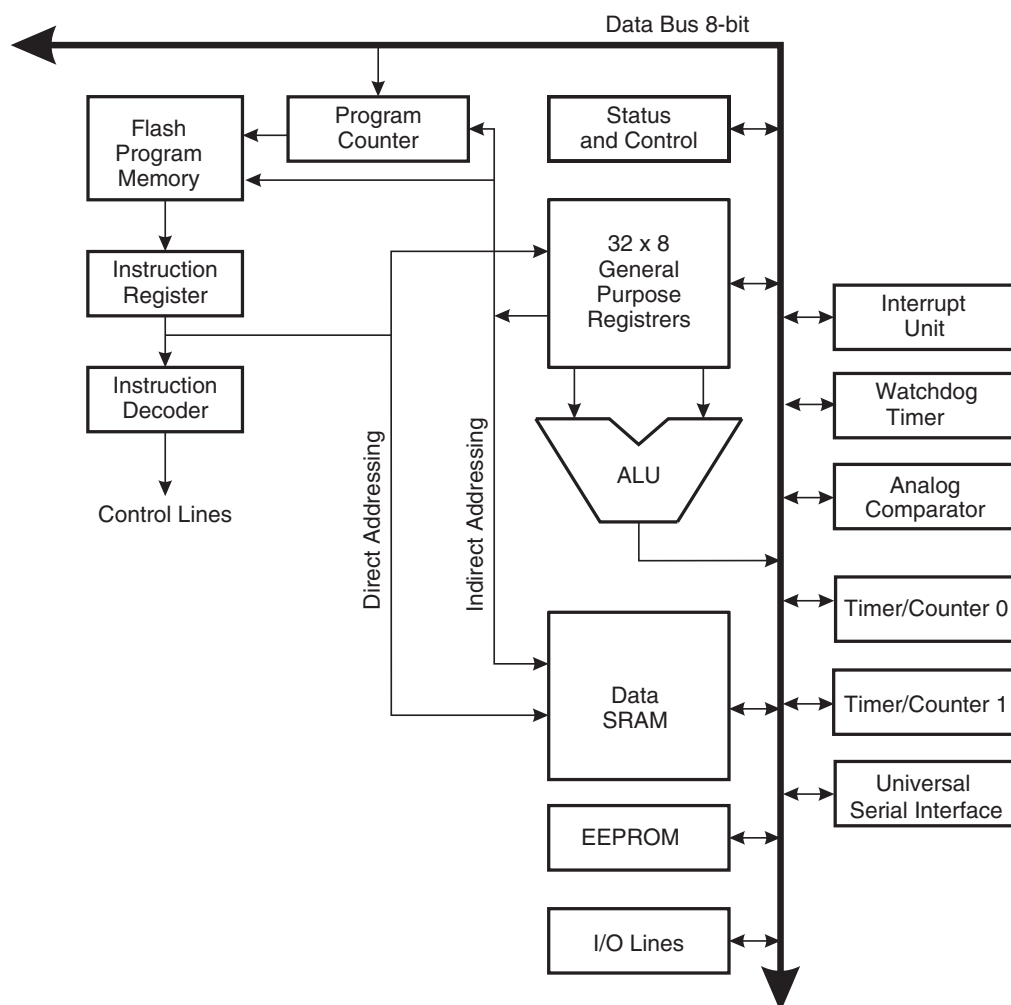 Data Bus 8-bit
Flash
Program
Memory
Program
Counter
Status
and Control
32 x 8
General
Purpose
Registrers
Instruction
Register
Interrupt
Unit
Instruction
Decoder
Watchdog
Timer
ALU
Analog
Comparator
Control Lines
Direct Addressing
Indirect Addressing
Timer/Counter 0
Data
SRAM
Timer/Counter 1
Universal
Serial Interface
EEPROM
I/O Lines